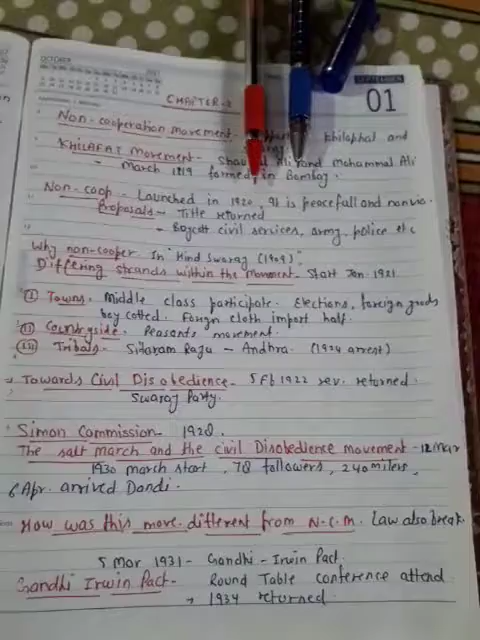 OCTOBER
SEPTEMBER
01
CHAPTER-2
Non-cooperation movement- khilaphat and
KHILAFAT movement- Ali and Mohammal Ali
- March 1919 formed in Bombay.
Non-coop - Launched in 1920, It is peacefull and nonvio.
Proposals- Title returned
- Boycott civil services, army, police etc
Why non-cooper. In "Hind Swaraj (1909)".
Differing strands within the movement- Start Jan. 1921
(I) Towns. Middle class participate. Elections, foreign goods
boy cotted. Foreign cloth import half.
(II) Countryside. Peasants movement.
(III) Tribals- Sitaram Raju - Andhra. (1924 arrest)
Towards Civil Disobedience- 5 Fb 1922 rev. returned.
Swaraj Party.
Simon Commission- 1928.
The salt march and the civil Disobedience movement-12 Mar
1930 march start, 78 followers, 240 milers,
6 Apr. arrived Dandi.
How was this move different from N.C.M. Law also break.
5 Mar 1931- Gandhi-Irwin Pact.
Gandhi Irwin Pact- Round Table conference attend
→ 1934 returned